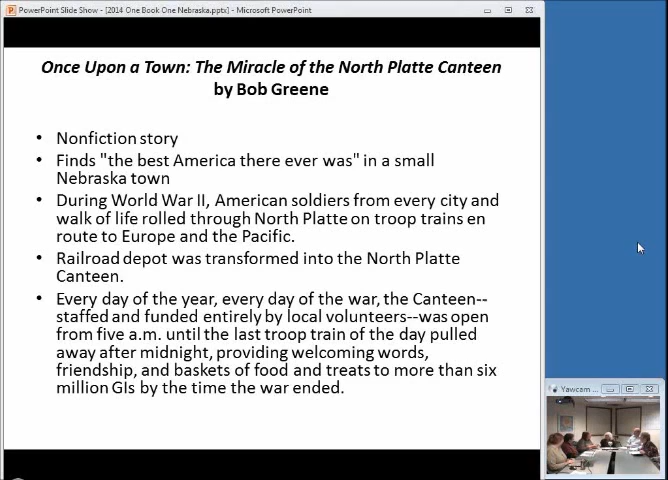 PowerPoint Slide Show - [2014 One Book One Nebraska.pptx] - Microsoft PowerPoint
Once Upon a Town: The Miracle of the North Platte Canteen
by Bob Greene
• Nonfiction story
• Finds "the best America there ever was" in a small
Nebraska town
• During World War II, American soldiers from every city and
walk of life rolled through North Platte on troop trains en
route to Europe and the Pacific.
• Railroad depot was transformed into the North Platte
Canteen.
• Every day of the year, every day of the war, the Canteen--
staffed and funded entirely by local volunteers--was open
from five a.m. until the last troop train of the day pulled
away after midnight, providing welcoming words,
friendship, and baskets of food and treats to more than six
million GIs by the time the war ended.
Yawcam ...